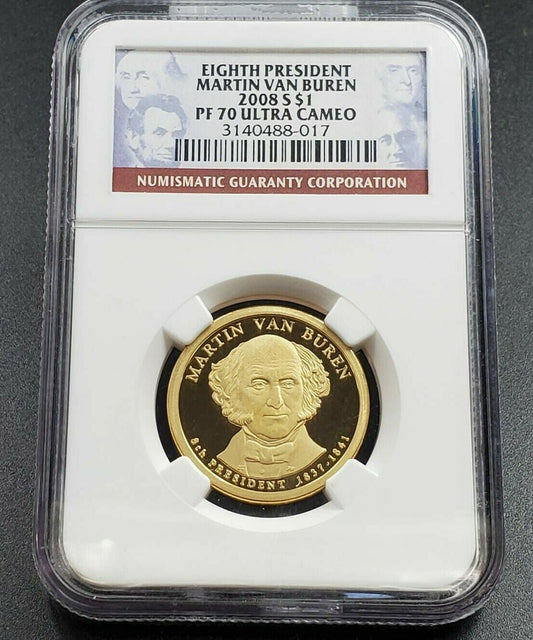 EIGHTH PRESIDENT
MARTIN VAN BUREN
2008 S $1
PF 70 ULTRA CAMEO
3140488-017
NUMISMATIC GUARANTY CORPORATION
MARTIN VAN BUREN
8th PRESIDENT 1837-1841